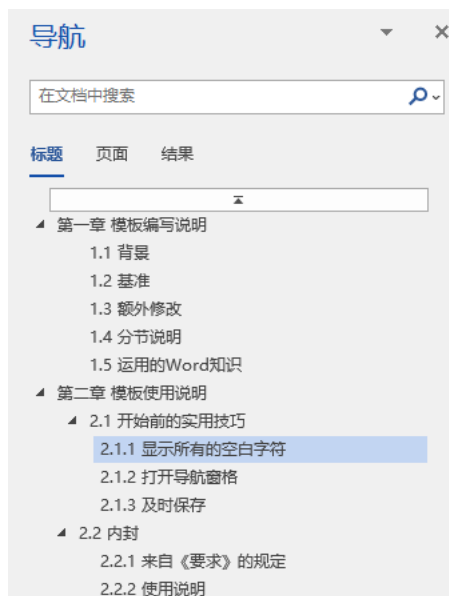 导航
在文档中搜索
标题 页面 结果
第一章 模板编写说明
1.1 背景
1.2 基准
1.3 额外修改
1.4 分节说明
1.5 运用的Word知识
第二章 模板使用说明
2.1 开始前的实用技巧
2.1.1 显示所有的空白字符
2.1.2 打开导航窗格
2.1.3 及时保存
2.2 内封
2.2.1 来自《要求》的规定
2.2.2 使用说明